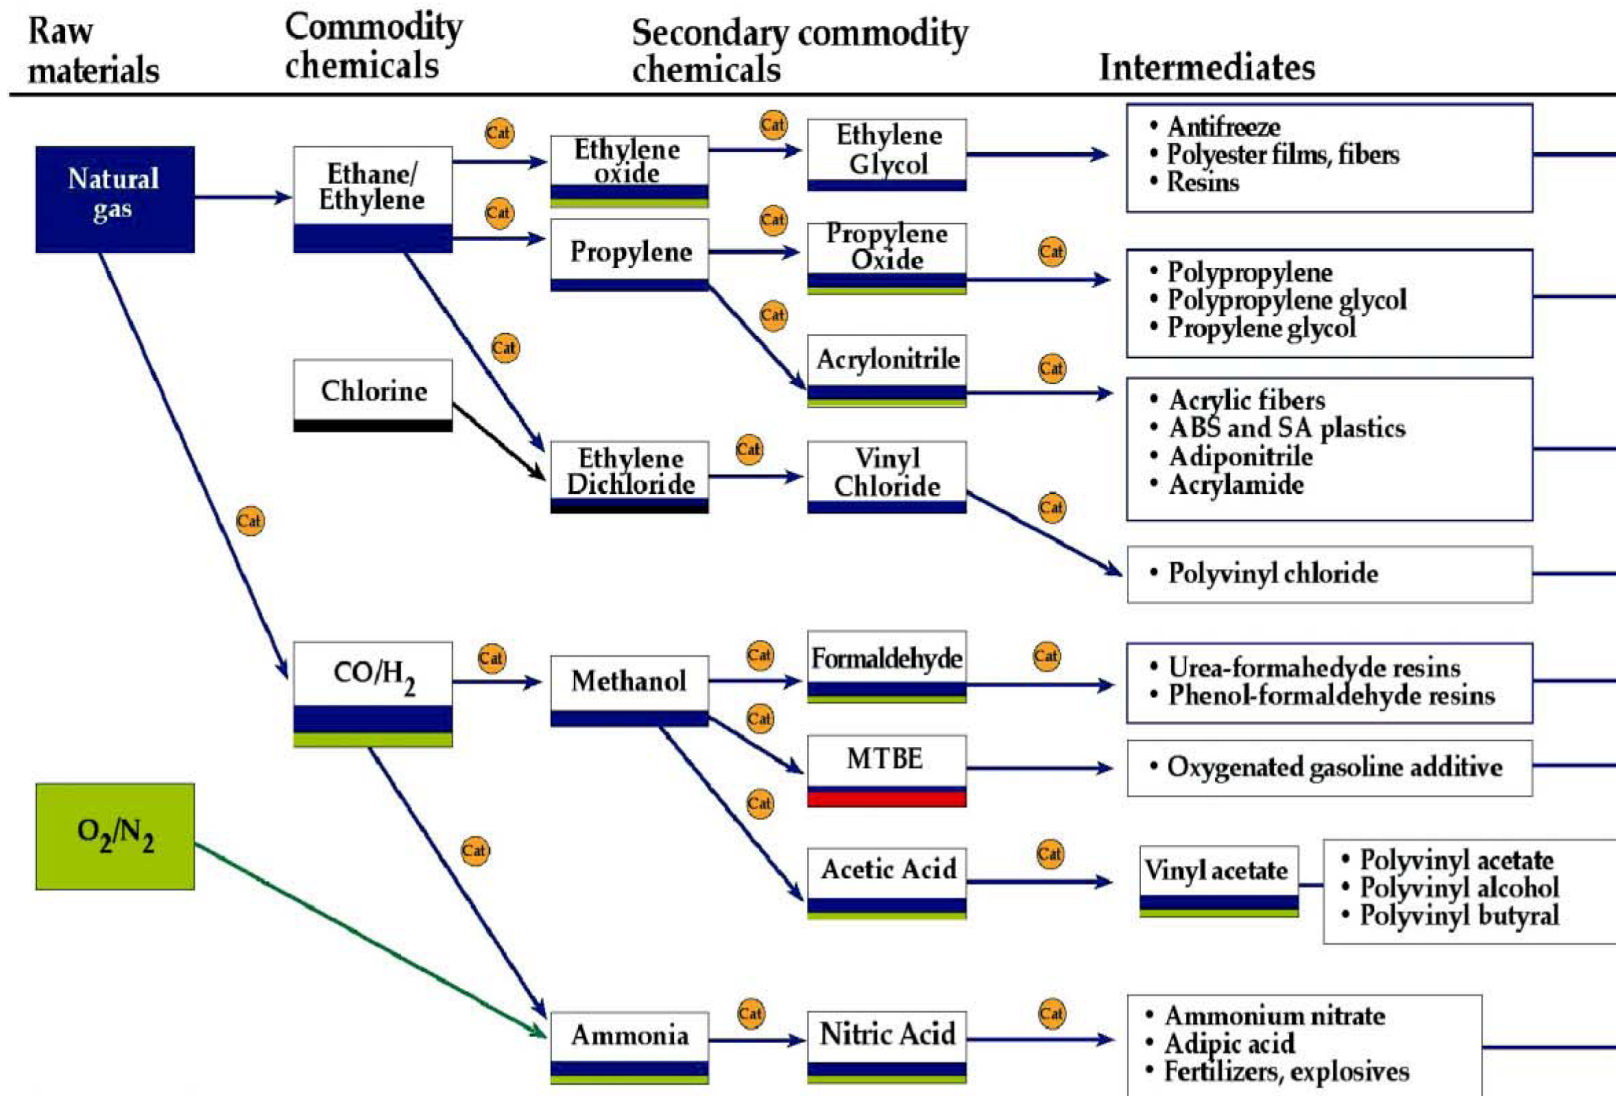 Raw
materials
Commodity
chemicals
Secondary commodity
chemicals
Intermediates
Natural
gas
Ethane/
Ethylene
Cat
Cat
Ethylene
oxide
Cat
Ethylene
Glycol
• Antifreeze
• Polyester films, fibers
• Resins
Propylene
Cat
Propylene
Oxide
Cat
• Polypropylene
• Polypropylene glycol
• Propylene glycol
Cat
Acrylonitrile
Cat
• Acrylic fibers
• ABS and SA plastics
• Adiponitrile
• Acrylamide
Chlorine
Cat
Ethylene
Dichloride
Cat
Vinyl
Chloride
Cat
• Polyvinyl chloride
Cat
CO/H2
Cat
Methanol
Cat
Formaldehyde
Cat
• Urea-formahedyde resins
• Phenol-formaldehyde resins
Cat
MTBE
• Oxygenated gasoline additive
Cat
Acetic Acid
Cat
Vinyl acetate
• Polyvinyl acetate
• Polyvinyl alcohol
• Polyvinyl butyral
O2/N2
Cat
Ammonia
Cat
Nitric Acid
Cat
• Ammonium nitrate
• Adipic acid
• Fertilizers, explosives